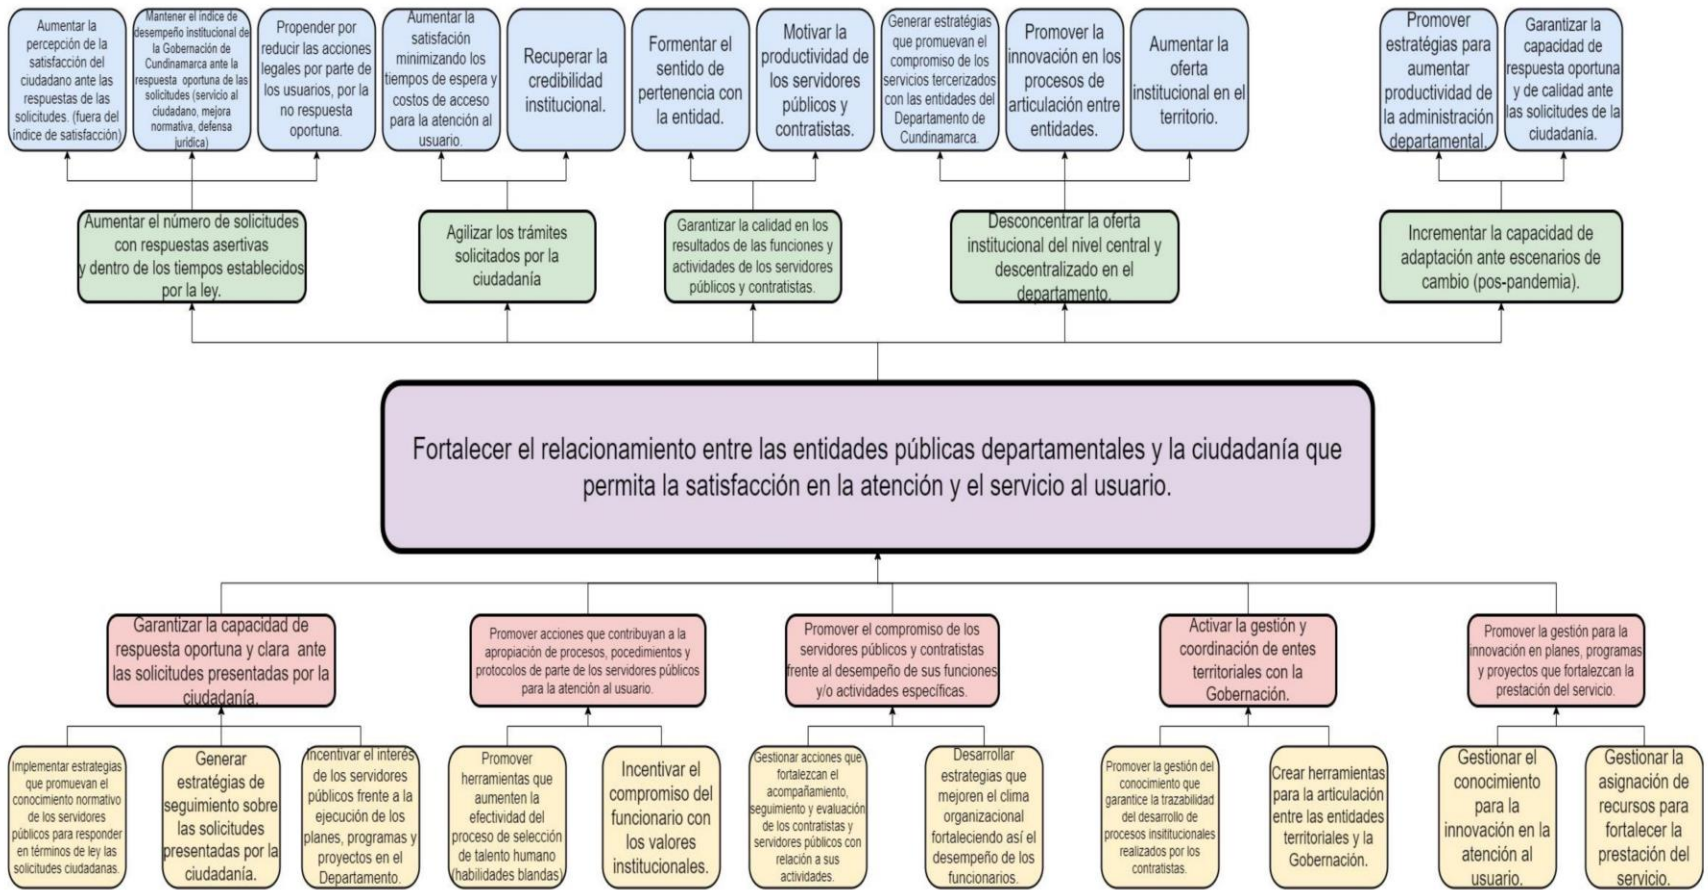 Aumentar la
percepción de la
satisfacción del
ciudadano ante las
respuestas de las
solicitudes. (fuera del
índice de satisfacción)
Mantener el índice de
desempeño institucional de
la Gobernación de
Cundinamarca ante la
respuesta oportuna de las
solicitudes (servicio al
ciudadano, mejora
normativa, defensa
jurídica)
Propender por
reducir las acciones
legales por parte de
los usuarios, por la
no respuesta
oportuna.
Aumentar la
satisfación
minimizando los
tiempos de espera y
costos de acceso
para la atención al
usuario.
Recuperar la
credibilidad
institucional.
Formentar el
sentido de
pertenencia con
la entidad.
Motivar la
productividad de
los servidores
públicos y
contratistas.
Generar estratégias
que promuevan el
compromiso de los
servicios tercerizados
con las entidades del
Departamento de
Cundinamarca.
Promover la
innovación en los
procesos de
articulación entre
entidades.
Aumentar la
oferta
institucional en el
territorio.
Promover
estratégias para
aumentar
productividad de
la administración
departamental.
Garantizar la
capacidad de
respuesta oportuna
y de calidad ante
las solicitudes de la
ciudadanía.
Aumentar el número de solicitudes
con respuestas asertivas
y dentro de los tiempos establecidos
por la ley.
Agilizar los trámites
solicitados por la
ciudadanía
Garantizar la calidad en los
resultados de las funciones y
actividades de los servidores
públicos y contratistas.
Desconcentrar la oferta
institucional del nivel central y
descentralizado en el
departamento.
Incrementar la capacidad de
adaptación ante escenarios de
cambio (pos-pandemia).
Fortalecer el relacionamiento entre las entidades públicas departamentales y la ciudadanía que
permita la satisfacción en la atención y el servicio al usuario.
Garantizar la capacidad de
respuesta oportuna y clara ante
las solicitudes presentadas por la
ciudadanía.
Promover acciones que contribuyan a la
apropiación de procesos, pocedimientos y
protocolos de parte de los servidores públicos
para la atención al usuario.
Promover el compromiso de los
servidores públicos y contratistas
frente al desempeño de sus funciones
y/o actividades específicas.
Activar la gestión y
coordinación de entes
territoriales con la
Gobernación.
Promover la gestión para la
innovación en planes, programas
y proyectos que fortalezcan la
prestación del servicio.
Implementar estrategias
que promuevan el
conocimiento normativo
de los servidores
públicos para responder
en términos de ley las
solicitudes ciudadanas.
Generar
estratégias de
seguimiento sobre
las solicitudes
presentadas por la
ciudadanía.
Incentivar el interés
de los servidores
públicos frente a la
ejecución de los
planes, programas y
proyectos en el
Departamento.
Promover
herramientas que
aumenten la
efectividad del
proceso de selección
de talento humano
(habilidades blandas)
Incentivar el
compromiso del
funcionario con
los valores
institucionales.
Gestionar acciones que
fortalezcan el
acompañamiento,
seguimiento y evaluación
de los contratistas y
servidores públicos con
relación a sus
actividades.
Desarrollar
estrategias que
mejoren el clima
organizacional
fortaleciendo así el
desempeño de los
funcionarios.
Promover la gestión del
conocimiento que
garantice la trazabilidad
del desarrollo de
procesos insititucionales
realizados por los
contratistas.
Crear herramientas
para la articulación
entre las entidades
territoriales y la
Gobernación.
Gestionar el
conocimiento
para la
innovación en la
atención al
usuario.
Gestionar la
asignación de
recursos para
fortalecer la
prestación del
servicio.